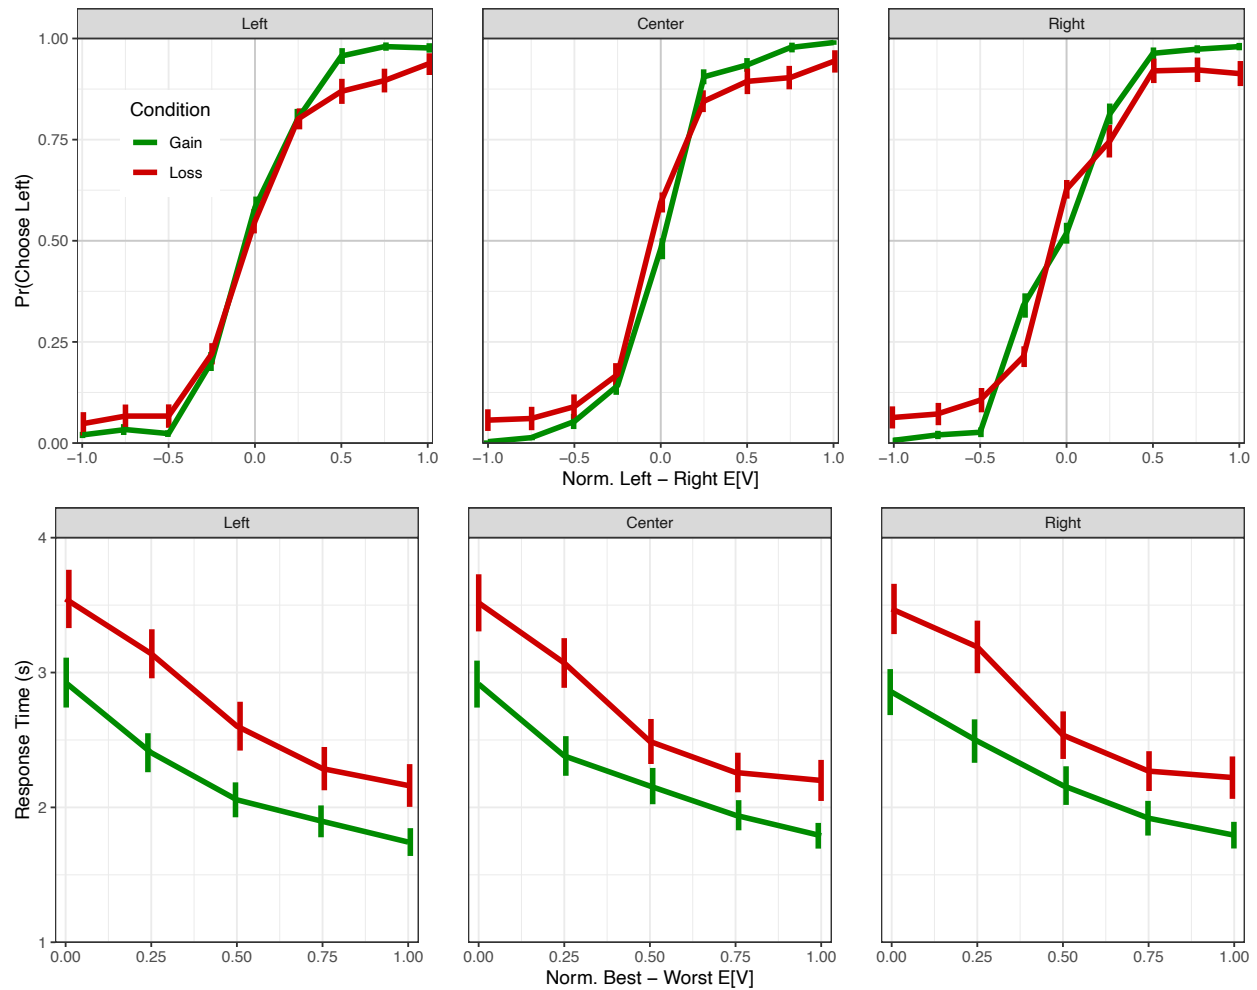 Left Center Right
1.00
0.75
0.50
0.25
0.00
Pr(Choose Left)
Condition
Gain
Loss
−1.0 −0.5 0.0 0.5 1.0 −1.0 −0.5 0.0 0.5 1.0 −1.0 −0.5 0.0 0.5 1.0
Norm. Left − Right E[V]
Left Center Right
4
3
2
1
Response Time (s)
0.00 0.25 0.50 0.75 1.00 0.00 0.25 0.50 0.75 1.00 0.00 0.25 0.50 0.75 1.00
Norm. Best − Worst E[V]